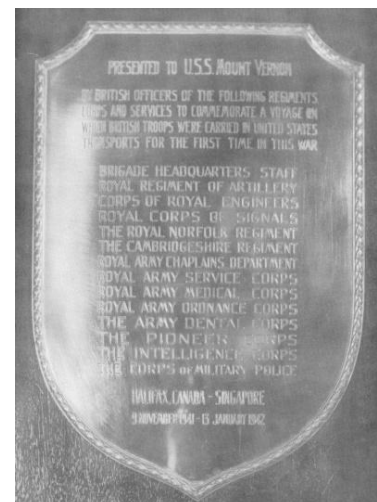 PRESENTED TO U.S.S. MOUNT VERNON
BY BRITISH OFFICERS OF THE FOLLOWING REGIMENTS,
CORPS AND SERVICES TO COMMEMORATE A VOYAGE ON
WHICH BRITISH TROOPS WERE CARRIED IN UNITED STATES
TRANSPORTS FOR THE FIRST TIME IN THIS WAR
BRIGADE HEADQUARTERS STAFF
ROYAL REGIMENT OF ARTILLERY
CORPS OF ROYAL ENGINEERS
ROYAL CORPS OF SIGNALS
THE ROYAL NORFOLK REGIMENT
THE CAMBRIDGESHIRE REGIMENT
ROYAL ARMY CHAPLAINS DEPARTMENT
ROYAL ARMY SERVICE CORPS
ROYAL ARMY MEDICAL CORPS
ROYAL ARMY ORDNANCE CORPS
THE ARMY DENTAL CORPS
THE PIONEER CORPS
THE INTELLIGENCE CORPS
THE CORPS OF MILITARY POLICE
HALIFAX, CANADA - SINGAPORE
9 NOVEMBER 1941 - 13 JANUARY 1942